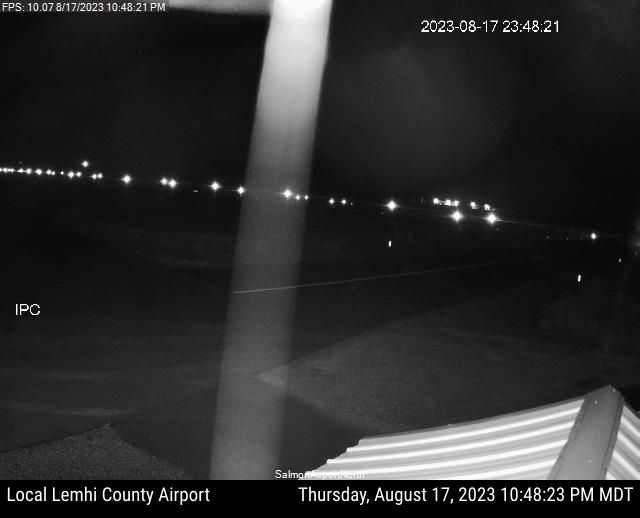 FPS: 10.07 8/17/2023 10:48:21 PM
2023-08-17 23:48:21
IPC
SalmonAirportNorth
Local Lemhi County Airport
Thursday, August 17, 2023 10:48:23 PM MDT